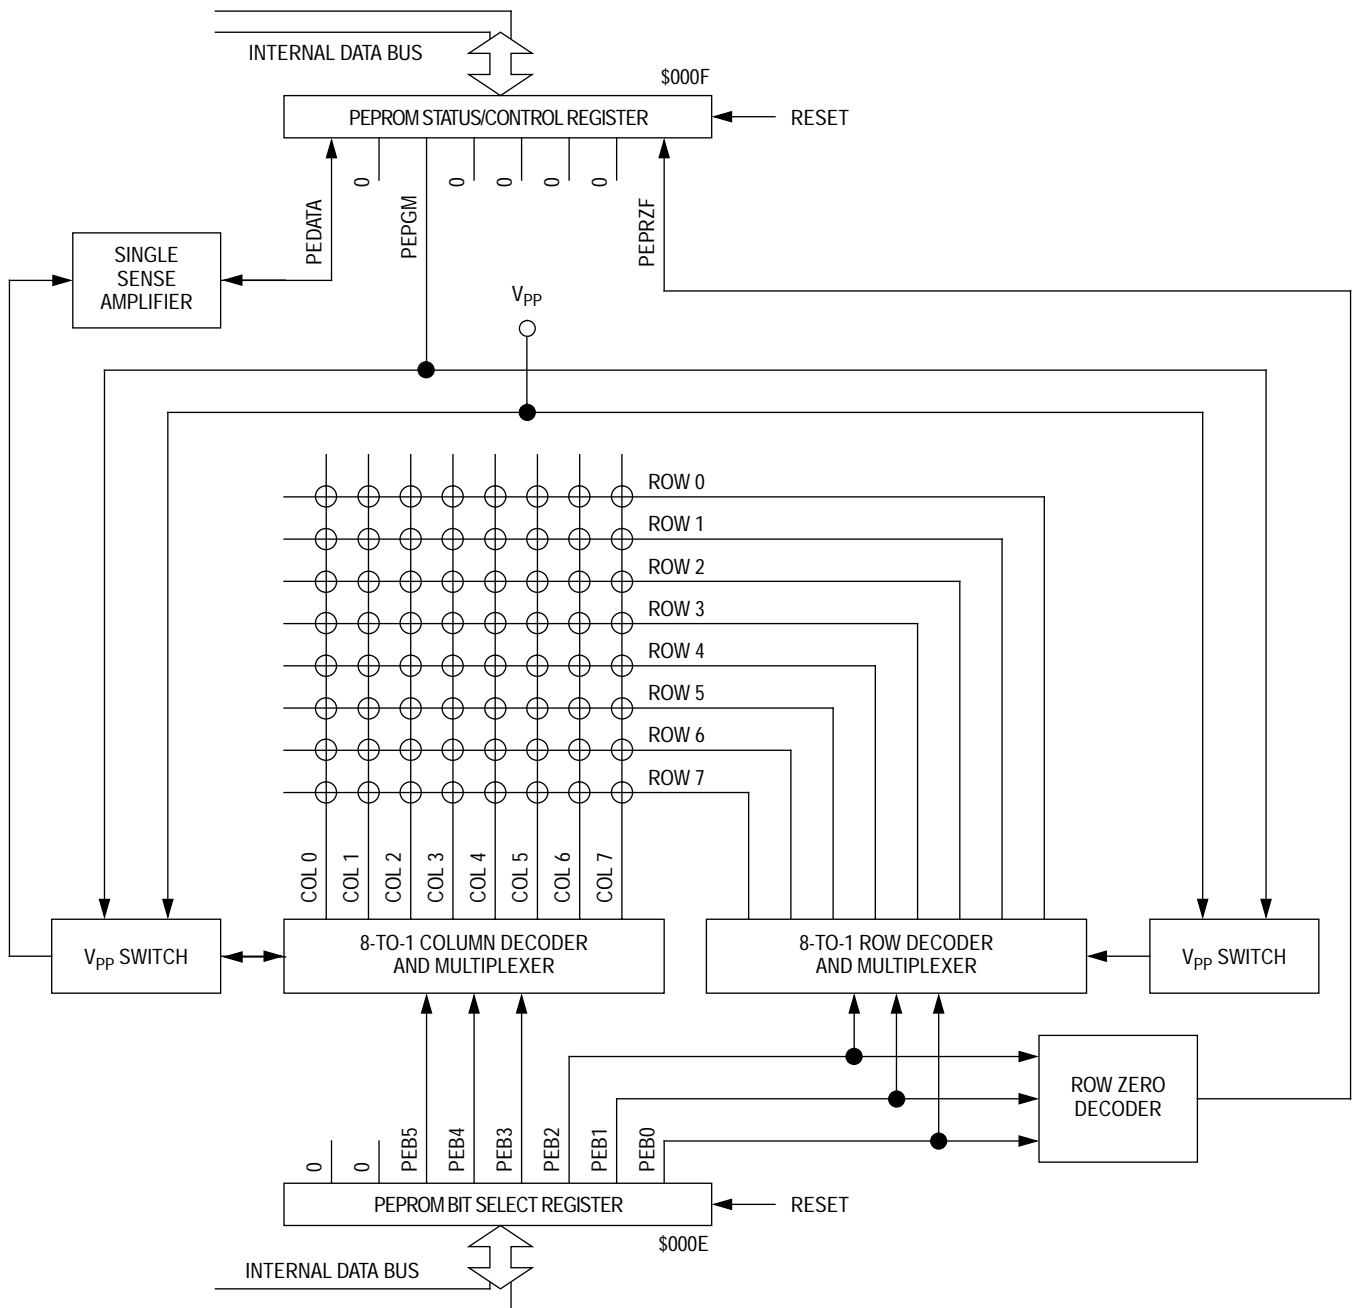 INTERNAL DATA BUS
$000F
PEPROM STATUS/CONTROL REGISTER
RESET
PEDATA
0
PEPGM
0
0
0
0
PEPRZF
SINGLE
SENSE
AMPLIFIER
VPP
ROW 0
ROW 1
ROW 2
ROW 3
ROW 4
ROW 5
ROW 6
ROW 7
COL 0
COL 1
COL 2
COL 3
COL 4
COL 5
COL 6
COL 7
VPP SWITCH
8-TO-1 COLUMN DECODER
AND MULTIPLEXER
8-TO-1 ROW DECODER
AND MULTIPLEXER
VPP SWITCH
ROW ZERO
DECODER
0
0
PEB5
PEB4
PEB3
PEB2
PEB1
PEB0
PEPROM BIT SELECT REGISTER
RESET
$000E
INTERNAL DATA BUS